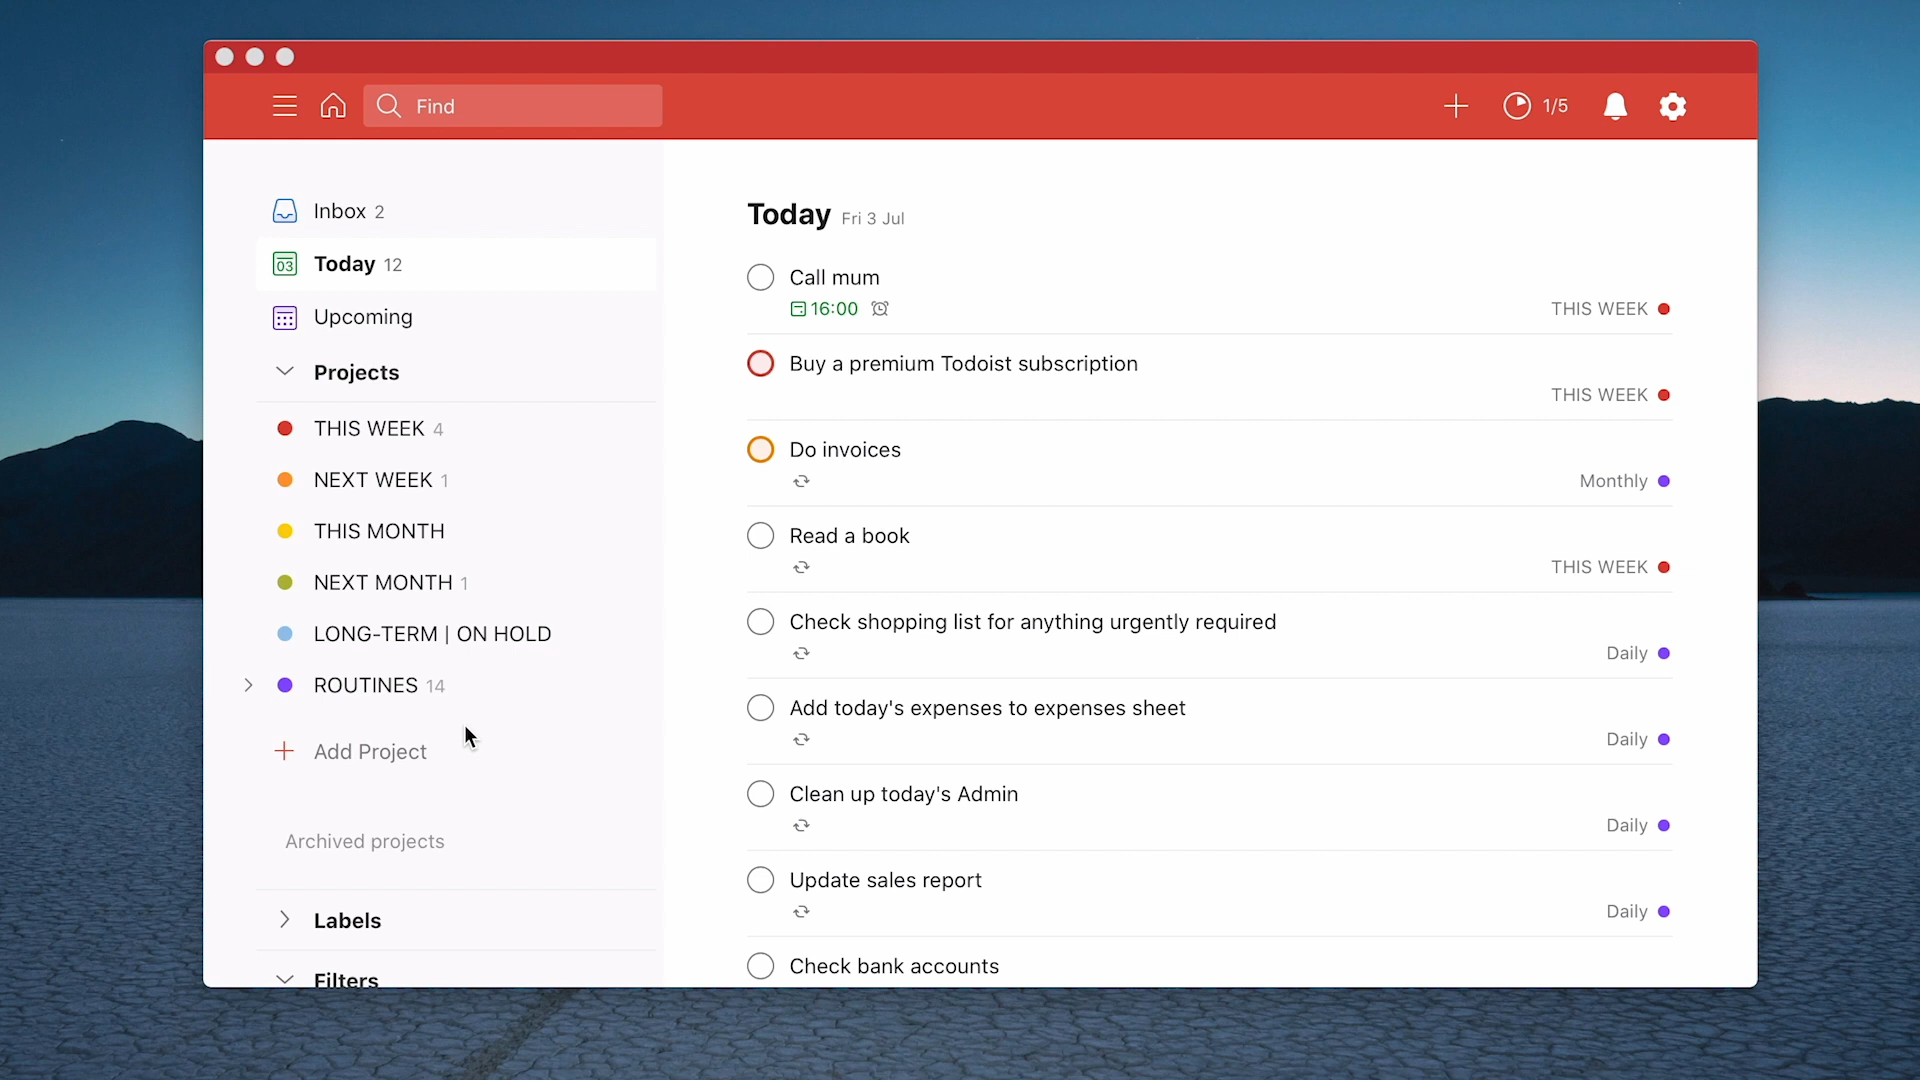 Find
1/5
Inbox 2
03 Today 12
Upcoming
Projects
THIS WEEK 4
NEXT WEEK 1
THIS MONTH
NEXT MONTH 1
LONG-TERM | ON HOLD
ROUTINES 14
Add Project
Archived projects
Labels
Filters
Today Fri 3 Jul
Call mum
16:00
THIS WEEK
Buy a premium Todoist subscription
THIS WEEK
Do invoices
Monthly
Read a book
THIS WEEK
Check shopping list for anything urgently required
Daily
Add today's expenses to expenses sheet
Daily
Clean up today's Admin
Daily
Update sales report
Daily
Check bank accounts